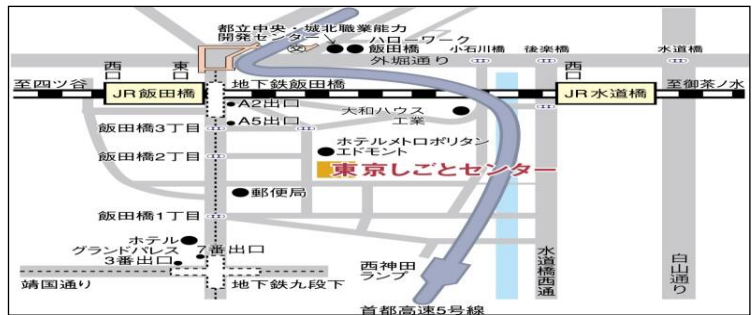 都立中央・城北職業能力
開発センター
ハローワーク
飯田橋
小石川橋
後楽橋
水道橋
外堀通り
西口
東口
西口
至四ツ谷
JR飯田橋
地下鉄飯田橋
JR水道橋
至御茶ノ水
A2出口
A5出口
大和ハウス
工業
飯田橋3丁目
ホテルメトロポリタン
エドモント
飯田橋2丁目
東京しごとセンター
郵便局
飯田橋1丁目
ホテル
グランドパレス
7番出口
3番出口
西神田
ランプ
水道橋西通
白山通り
靖国通り
地下鉄九段下
首都高速5号線